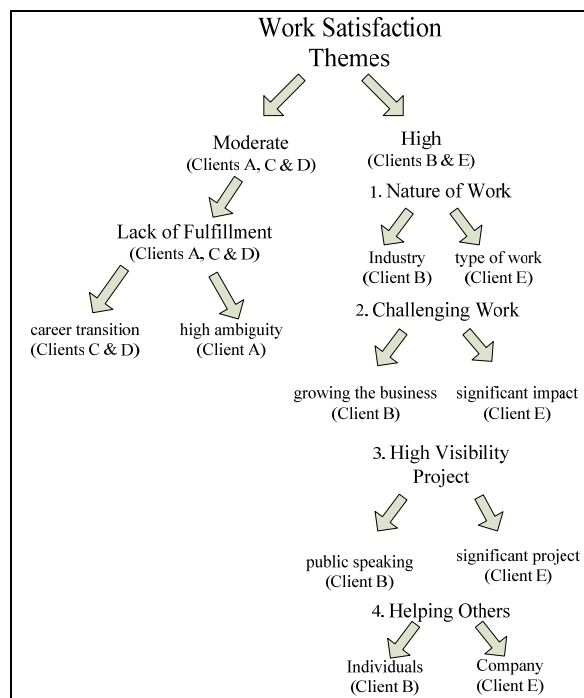 Work Satisfaction
Themes
Moderate
(Clients A, C & D)
Lack of Fulfillment
(Clients A, C & D)
career transition
(Clients C & D)
high ambiguity
(Client A)
High
(Clients B & E)
1. Nature of Work
Industry
(Client B)
type of work
(Client E)
2. Challenging Work
growing the business
(Client B)
significant impact
(Client E)
3. High Visibility
Project
public speaking
(Client B)
significant project
(Client E)
4. Helping Others
Individuals
(Client B)
Company
(Client E)